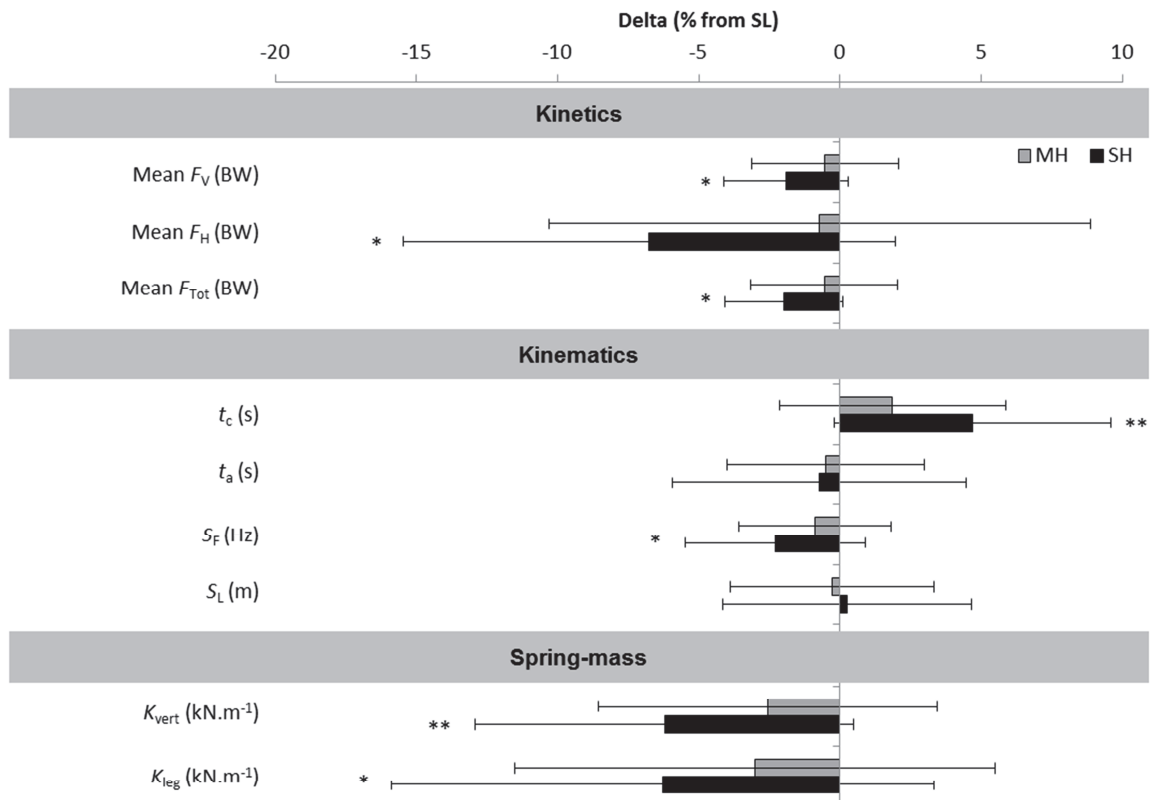 Delta (% from SL)
-20 -15 -10 -5 0 5 10
Kinetics
MH SH
Mean FV (BW)
*
Mean FH (BW)
*
Mean FTot (BW)
*
Kinematics
tc (s)
**
ta (s)
SF (Hz)
*
SL (m)
Spring-mass
Kvert (kN.m-1)
**
Kleg (kN.m-1)
*